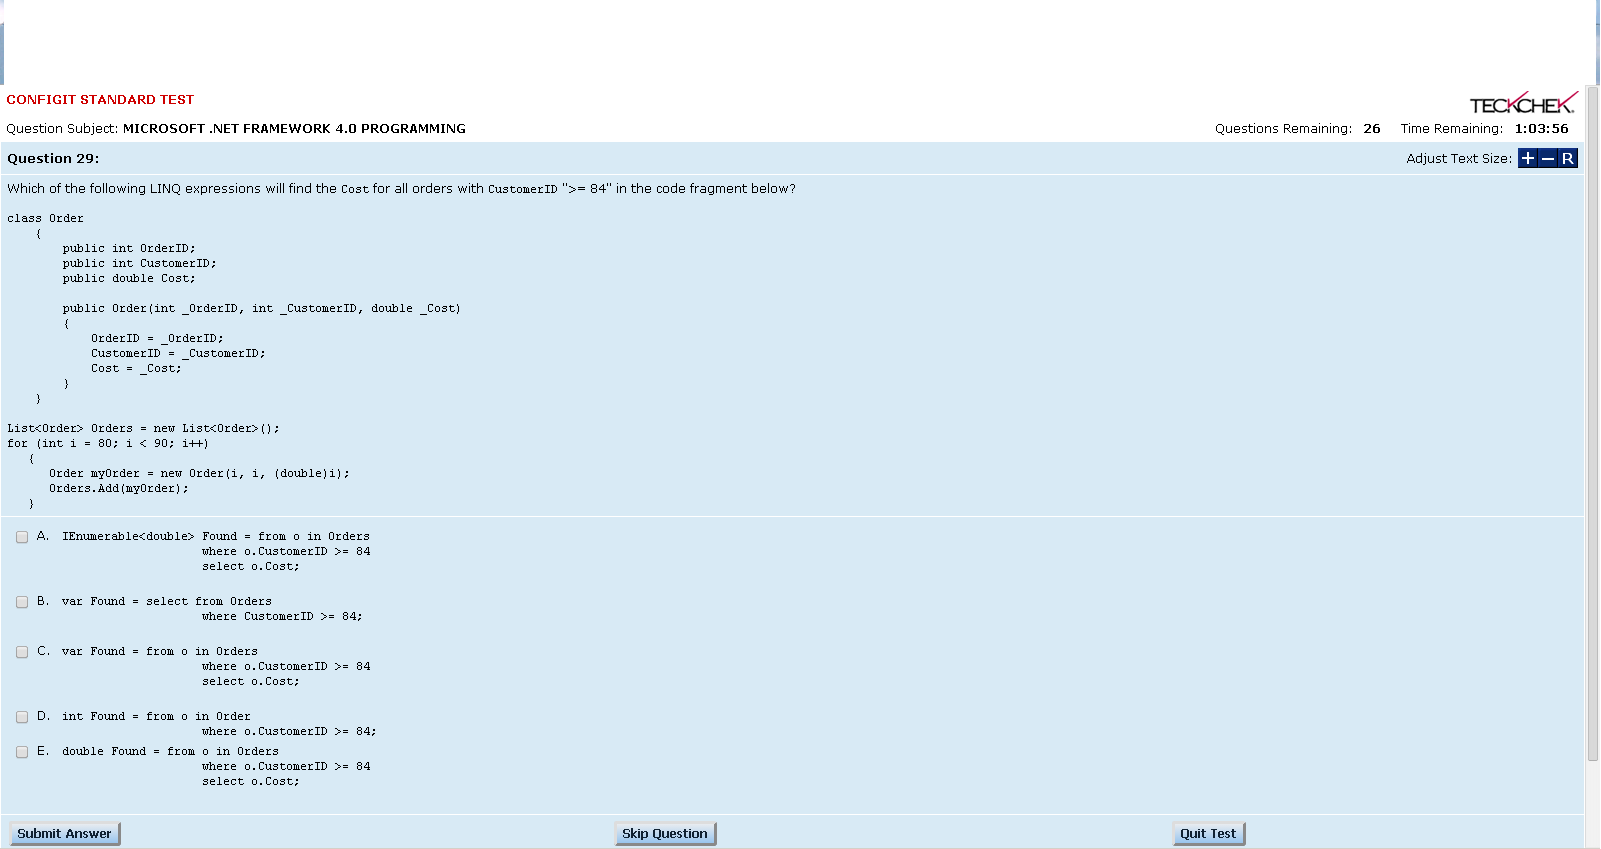 CONFIGIT STANDARD TEST
TECKCHEK
Question Subject: MICROSOFT .NET FRAMEWORK 4.0 PROGRAMMING
Questions Remaining: 26 Time Remaining: 1:03:56
Question 29:
Adjust Text Size: + − R
Which of the following LINQ expressions will find the Cost for all orders with CustomerID ">= 84" in the code fragment below?
class Order
{
public int OrderID;
public int CustomerID;
public double Cost;
public Order(int _OrderID, int _CustomerID, double _Cost)
{
OrderID = _OrderID;
CustomerID = _CustomerID;
Cost = _Cost;
}
}
List<Order> Orders = new List<Order>();
for (int i = 80; i < 90; i++)
{
Order myOrder = new Order(i, i, (double)i);
Orders.Add(myOrder);
}
A. IEnumerable<double> Found = from o in Orders
where o.CustomerID >= 84
select o.Cost;
B. var Found = select from Orders
where CustomerID >= 84;
C. var Found = from o in Orders
where o.CustomerID >= 84
select o.Cost;
D. int Found = from o in Order
where o.CustomerID >= 84;
E. double Found = from o in Orders
where o.CustomerID >= 84
select o.Cost;
Submit Answer
Skip Question
Quit Test